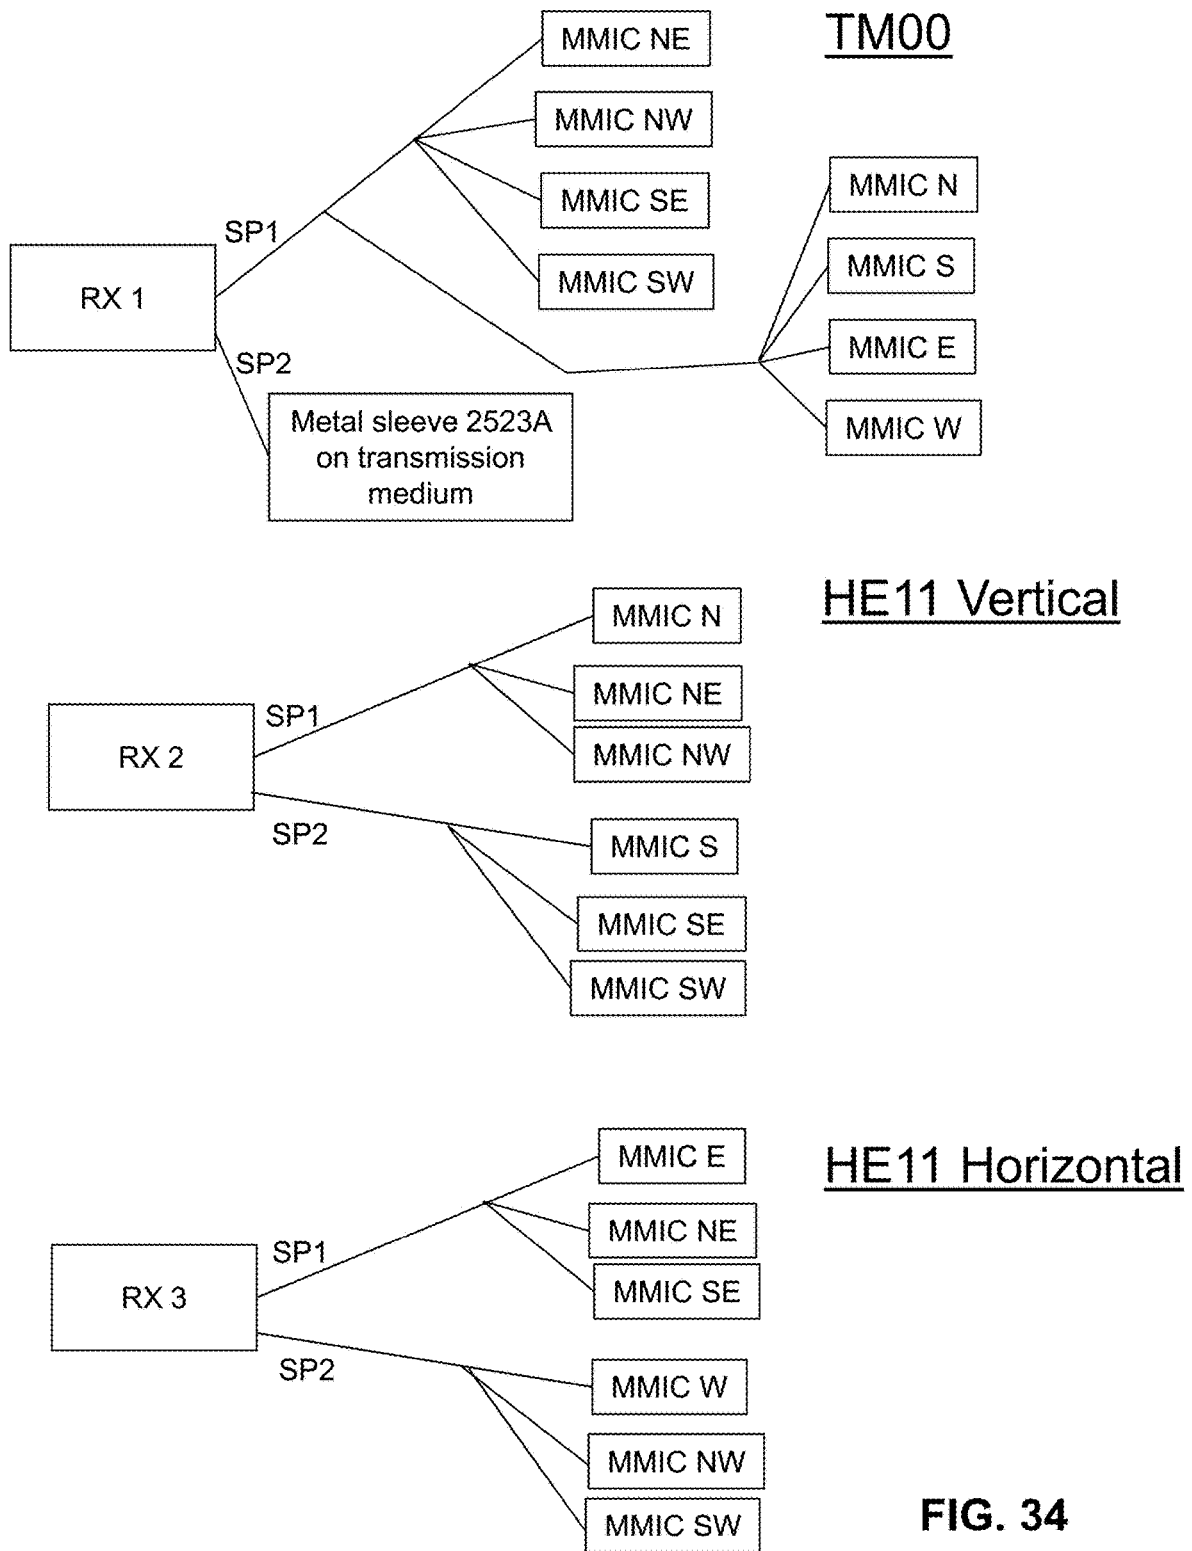 TM00
MMIC NE
MMIC NW
MMIC SE
MMIC SW
MMIC N
MMIC S
MMIC E
MMIC W
SP1
RX 1
SP2
Metal sleeve 2523A
on transmission
medium
HE11 Vertical
MMIC N
MMIC NE
MMIC NW
SP1
RX 2
SP2
MMIC S
MMIC SE
MMIC SW
HE11 Horizontal
MMIC E
MMIC NE
MMIC SE
SP1
RX 3
SP2
MMIC W
MMIC NW
MMIC SW
FIG. 34